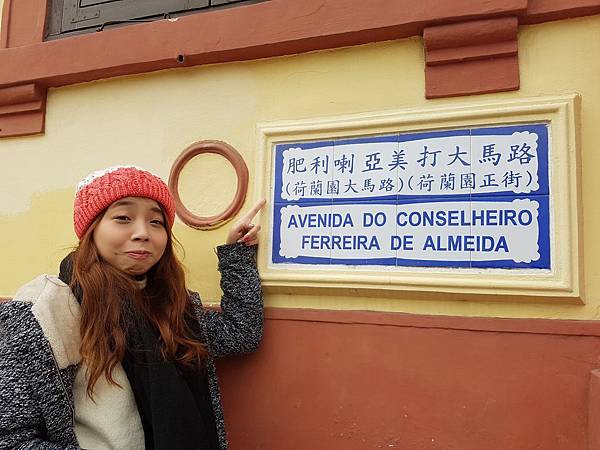 肥利喇亞美打大馬路
(荷蘭園大馬路)(荷蘭園正街)
AVENIDA DO CONSELHEIRO
FERREIRA DE ALMEIDA